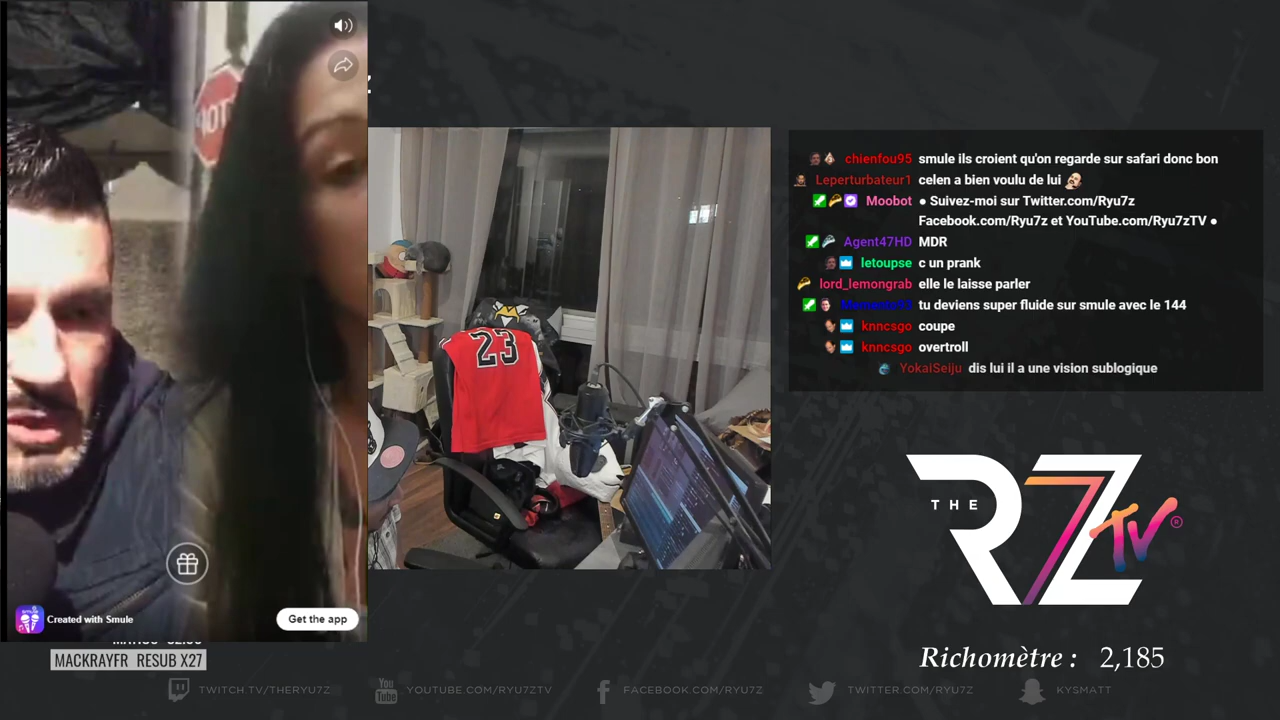 chienfou95 smule ils croient qu'on regarde sur safari donc bon
Leperturbateur1 celen a bien voulu de lui
Moobot ● Suivez-moi sur Twitter.com/Ryu7z
Facebook.com/Ryu7z et YouTube.com/Ryu7zTV ●
Agent47HD MDR
letoupse c un prank
lord_lemongrab elle le laisse parler
tu deviens super fluide sur smule avec le 144
knncsgo coupe
knncsgo overtroll
YokaiSeiju dis lui il a une vision sublogique
23
THE RZ TV ®
Created with Smule
Get the app
MACKRAYFR RESUB X27
Richomètre : 2,185
TWITCH.TV/THERYU7Z
You Tube YOUTUBE.COM/RYU7ZTV
FACEBOOK.COM/RYU7Z
TWITTER.COM/RYU7Z
KYSMATT